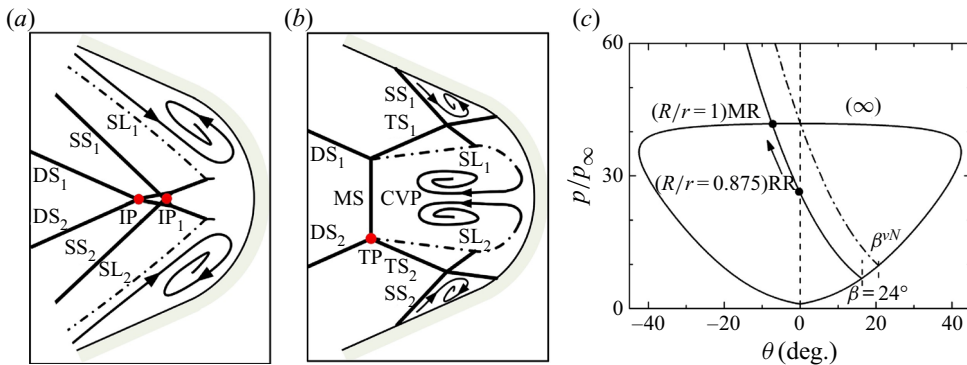 (a)
SL1
SS1
DS1
IP
IP1
DS2
SS2
SL2
(b)
SS1
TS1
DS1
SL1
MS
CVP
SL2
DS2
TP
TS2
SS2
(c)
60
(R/r = 1)MR
(∞)
p/p∞
30
(R/r = 0.875)RR
β^vN
β = 24°
0
−40
−20
0
20
40
θ (deg.)